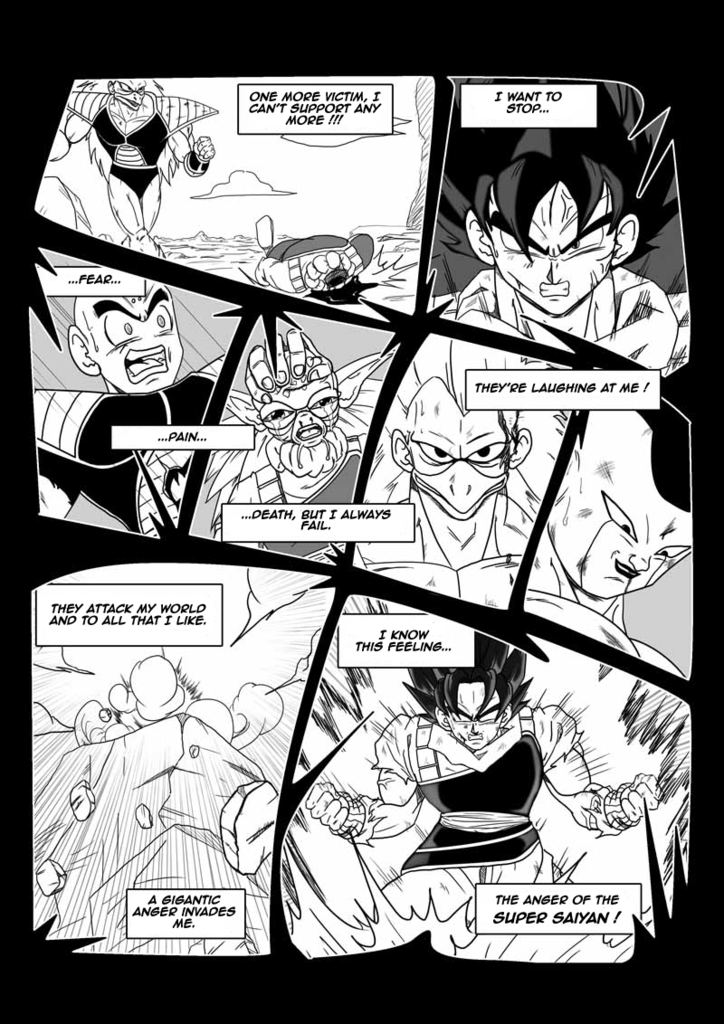 ONE MORE VICTIM, I
CAN'T SUPPORT ANY
MORE !!!
I WANT TO
STOP...
...FEAR...
...PAIN...
...DEATH, BUT I ALWAYS
FAIL.
THEY'RE LAUGHING AT ME !
THEY ATTACK MY WORLD
AND TO ALL THAT I LIKE.
A GIGANTIC
ANGER INVADES
ME.
I KNOW
THIS FEELING...
THE ANGER OF THE
SUPER SAIYAN !